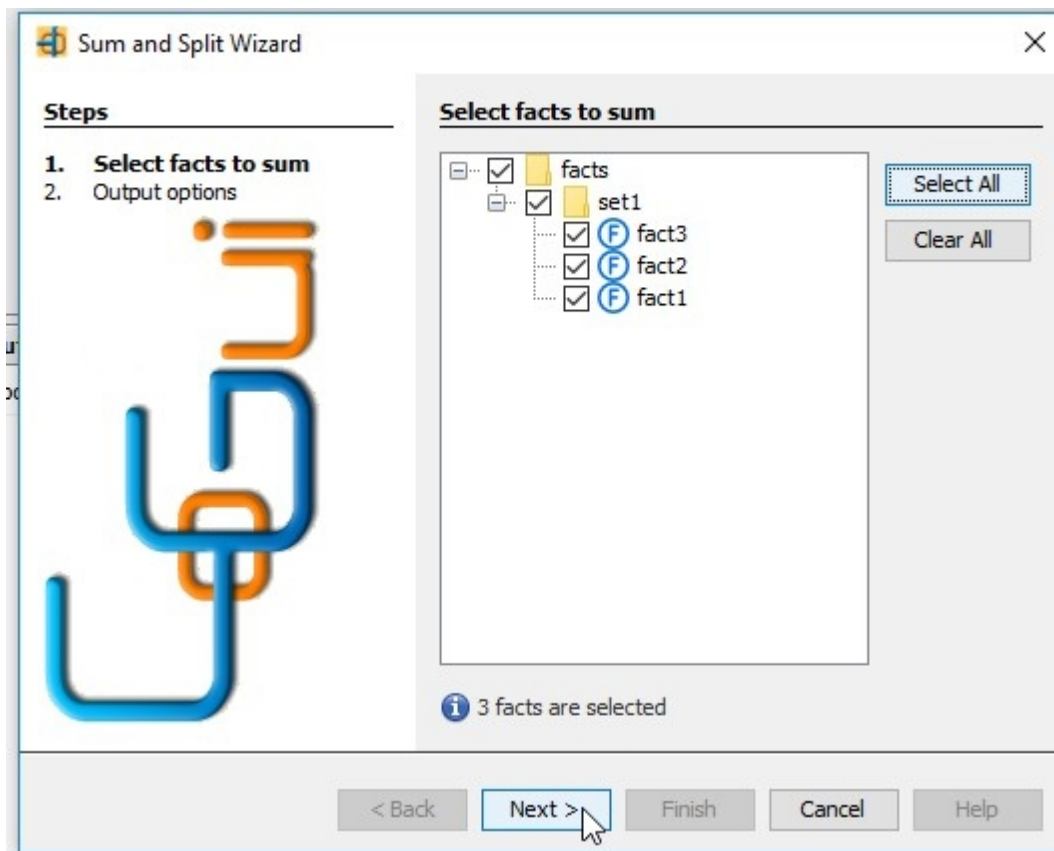 Sum and Split Wizard
Steps
1. Select facts to sum
2. Output options
Select facts to sum
facts
set1
F fact3
F fact2
F fact1
Select All
Clear All
3 facts are selected
< Back
Next >
Finish
Cancel
Help